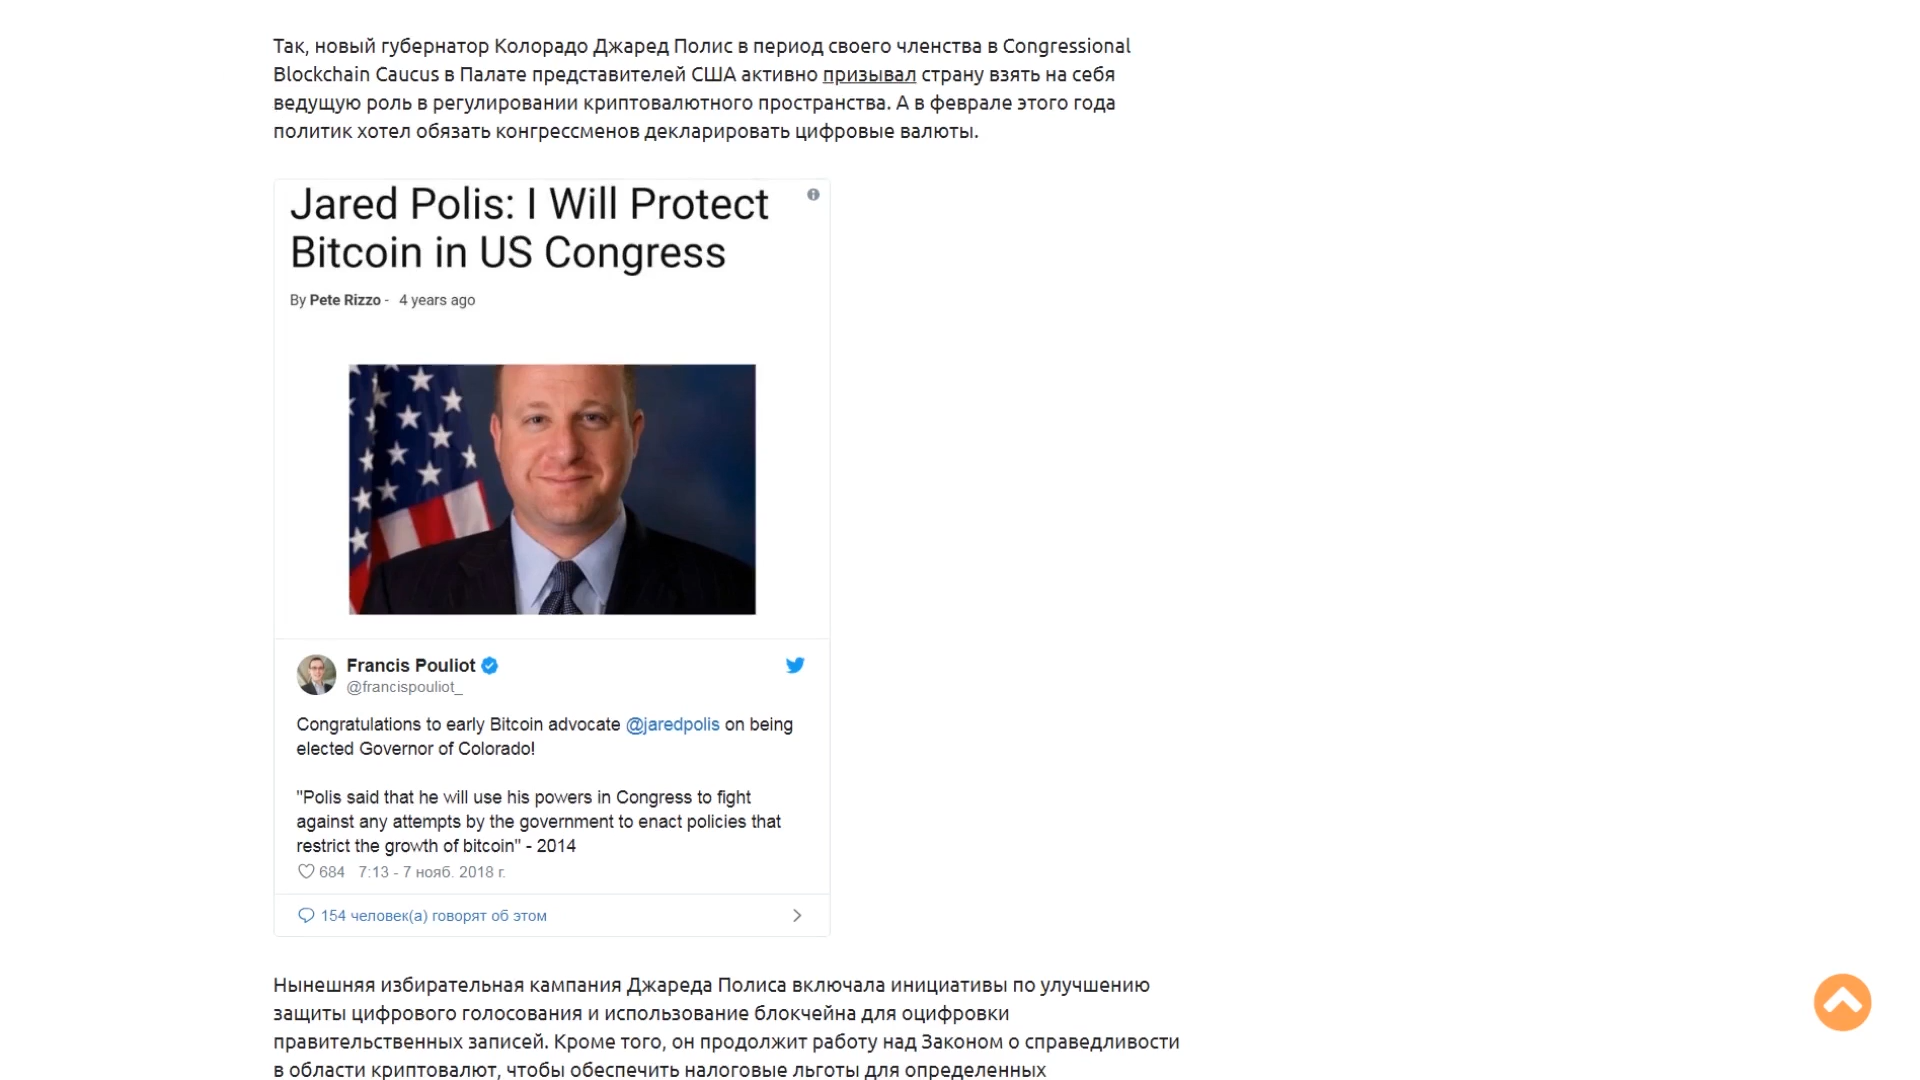 Так, новый губернатор Колорадо Джаред Полис в период своего членства в Congressional
Blockchain Caucus в Палате представителей США активно призывал страну взять на себя
ведущую роль в регулировании криптовалютного пространства. А в феврале этого года
политик хотел обязать конгрессменов декларировать цифровые валюты.
Jared Polis: I Will Protect
Bitcoin in US Congress
By Pete Rizzo - 4 years ago
Francis Pouliot
@francispouliot_
Congratulations to early Bitcoin advocate @jaredpolis on being
elected Governor of Colorado!
"Polis said that he will use his powers in Congress to fight
against any attempts by the government to enact policies that
restrict the growth of bitcoin" - 2014
684 7:13 - 7 нояб. 2018 г.
154 человек(а) говорят об этом
Нынешняя избирательная кампания Джареда Полиса включала инициативы по улучшению
защиты цифрового голосования и использование блокчейна для оцифровки
правительственных записей. Кроме того, он продолжит работу над Законом о справедливости
в области криптовалют, чтобы обеспечить налоговые льготы для определенных